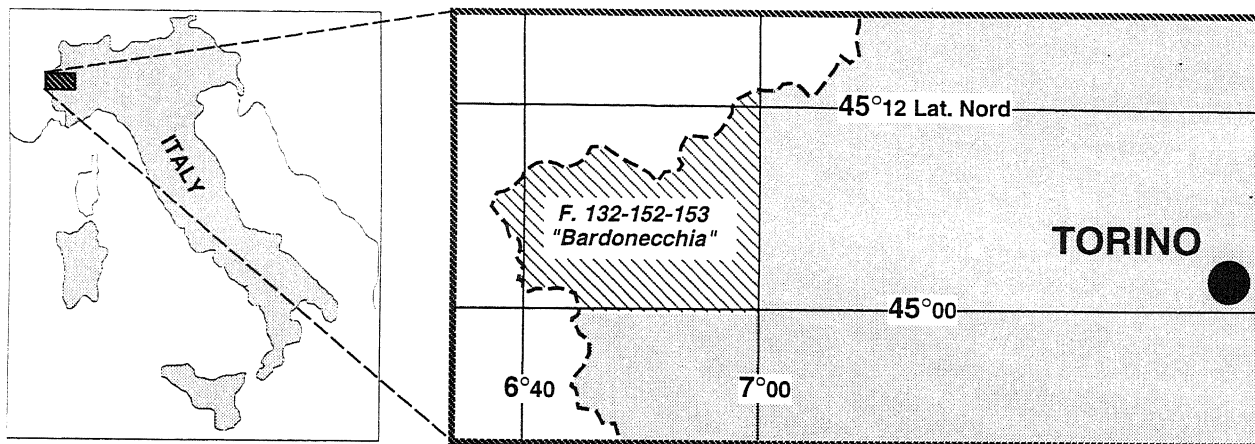 ITALY
45°12 Lat. Nord
F. 132-152-153
"Bardonecchia"
TORINO
45°00
6°40
7°00